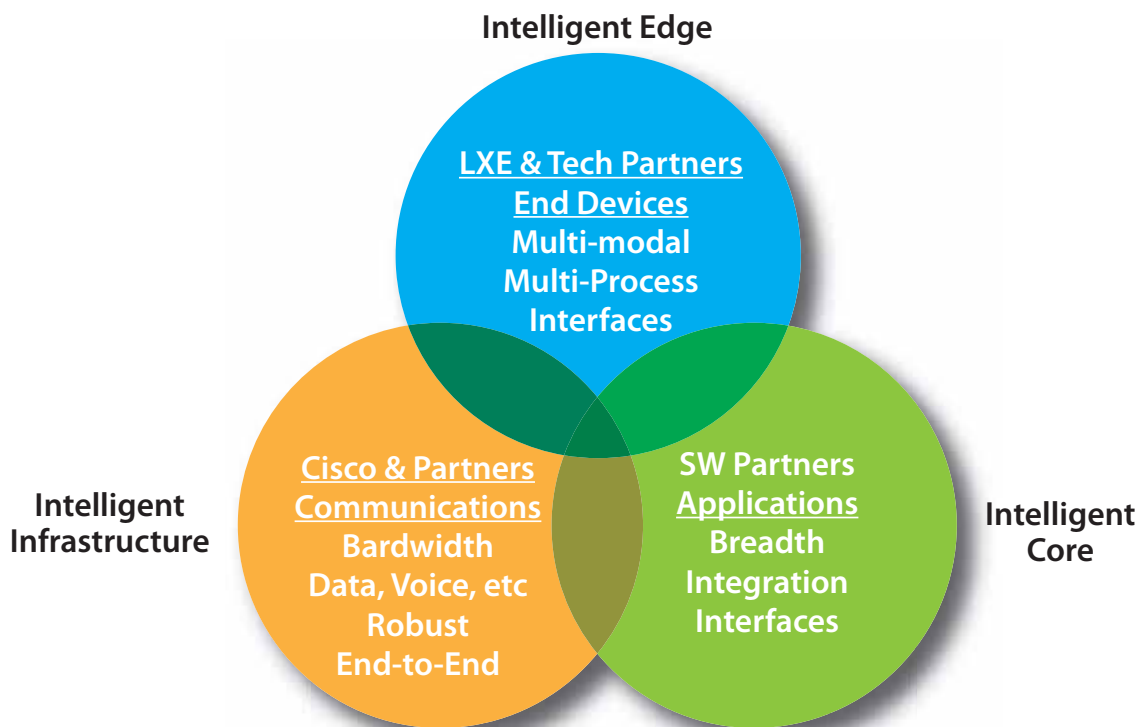 Intelligent Edge
LXE & Tech Partners
End Devices
Multi-modal
Multi-Process
Interfaces
Intelligent
Infrastructure
Cisco & Partners
Communications
Bardwidth
Data, Voice, etc
Robust
End-to-End
SW Partners
Applications
Breadth
Integration
Interfaces
Intelligent
Core